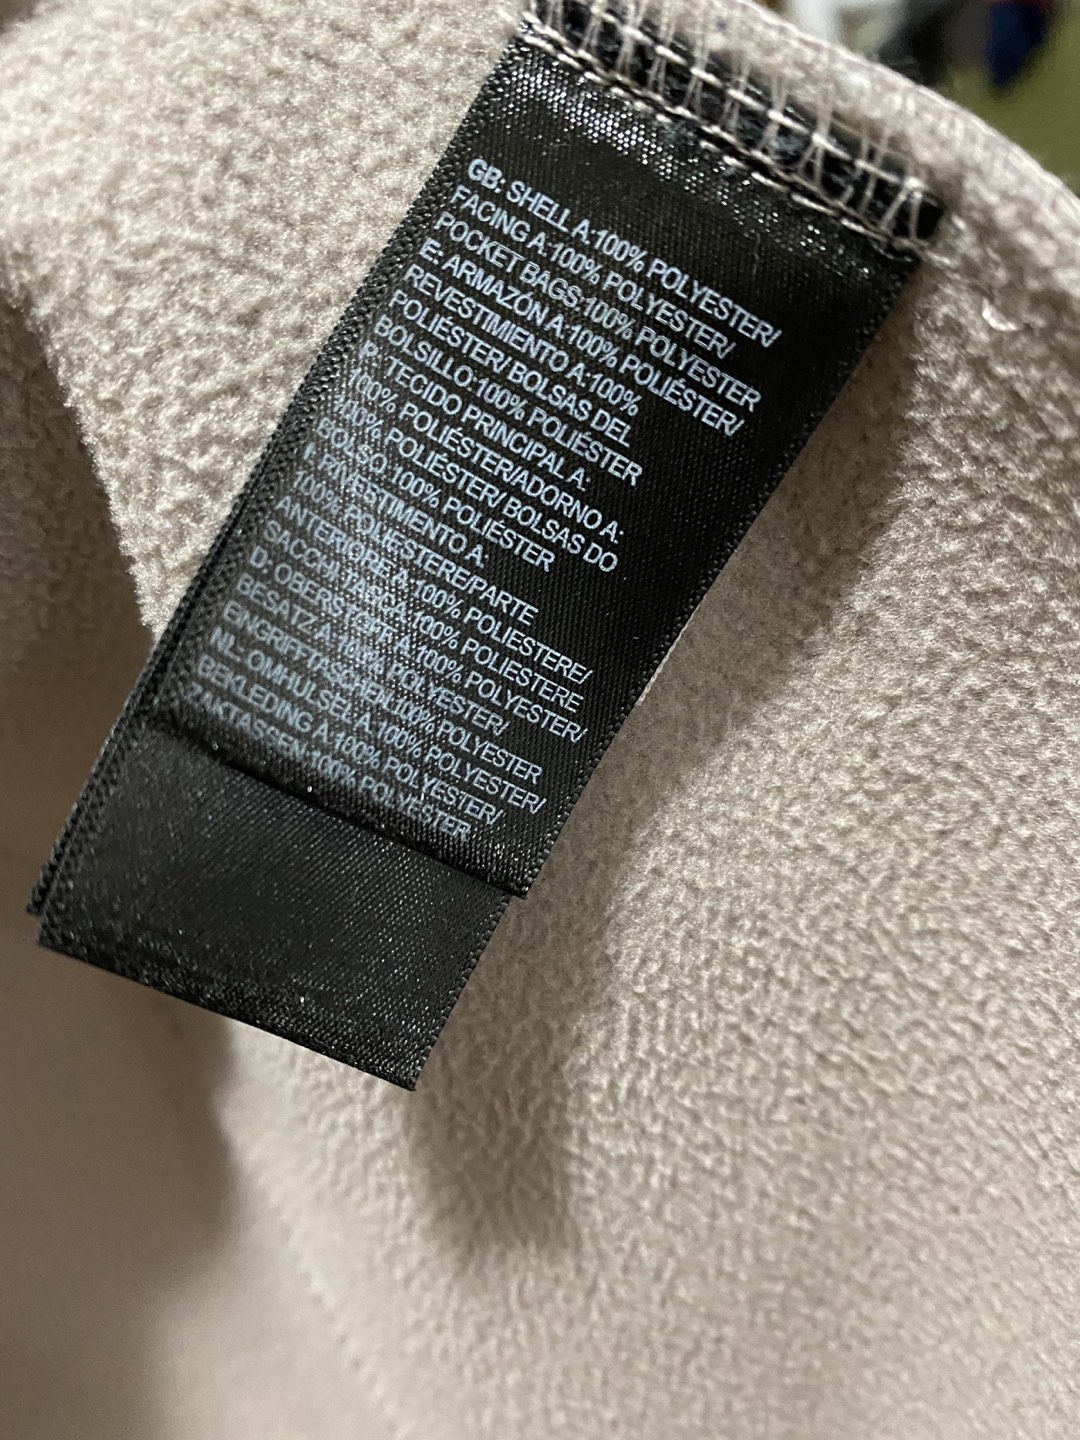 GB: SHELL A:100% POLYESTER/
FACING A:100% POLYESTER/
POCKET BAGS:100% POLYESTER
E: ARMAZÓN A:100% POLIÉSTER/
REVESTIMIENTO A:100%
POLIÉSTER/ BOLSAS DEL
BOLSILLO:100% POLIÉSTER
P: TECIDO PRINCIPAL A:
100% POLIÉSTER/ADORNO A:
100% POLIÉSTER/ BOLSAS DO
BOLSO:100% POLIÉSTER
I: RIVESTIMENTO A:
100% POLIESTERE/PARTE
ANTERIORE A:100% POLIESTERE/
SACCHI TASCA:100% POLIESTERE
D: OBERSTOFF A:100% POLYESTER/
BESATZ A:100% POLYESTER/
EINGRIFFTASCHEN:100% POLYESTER
NL: OMHULSEL A:100% POLYESTER/
BEKLEDING A:100% POLYESTER/
ZAKTASSEN:100% POLYESTER